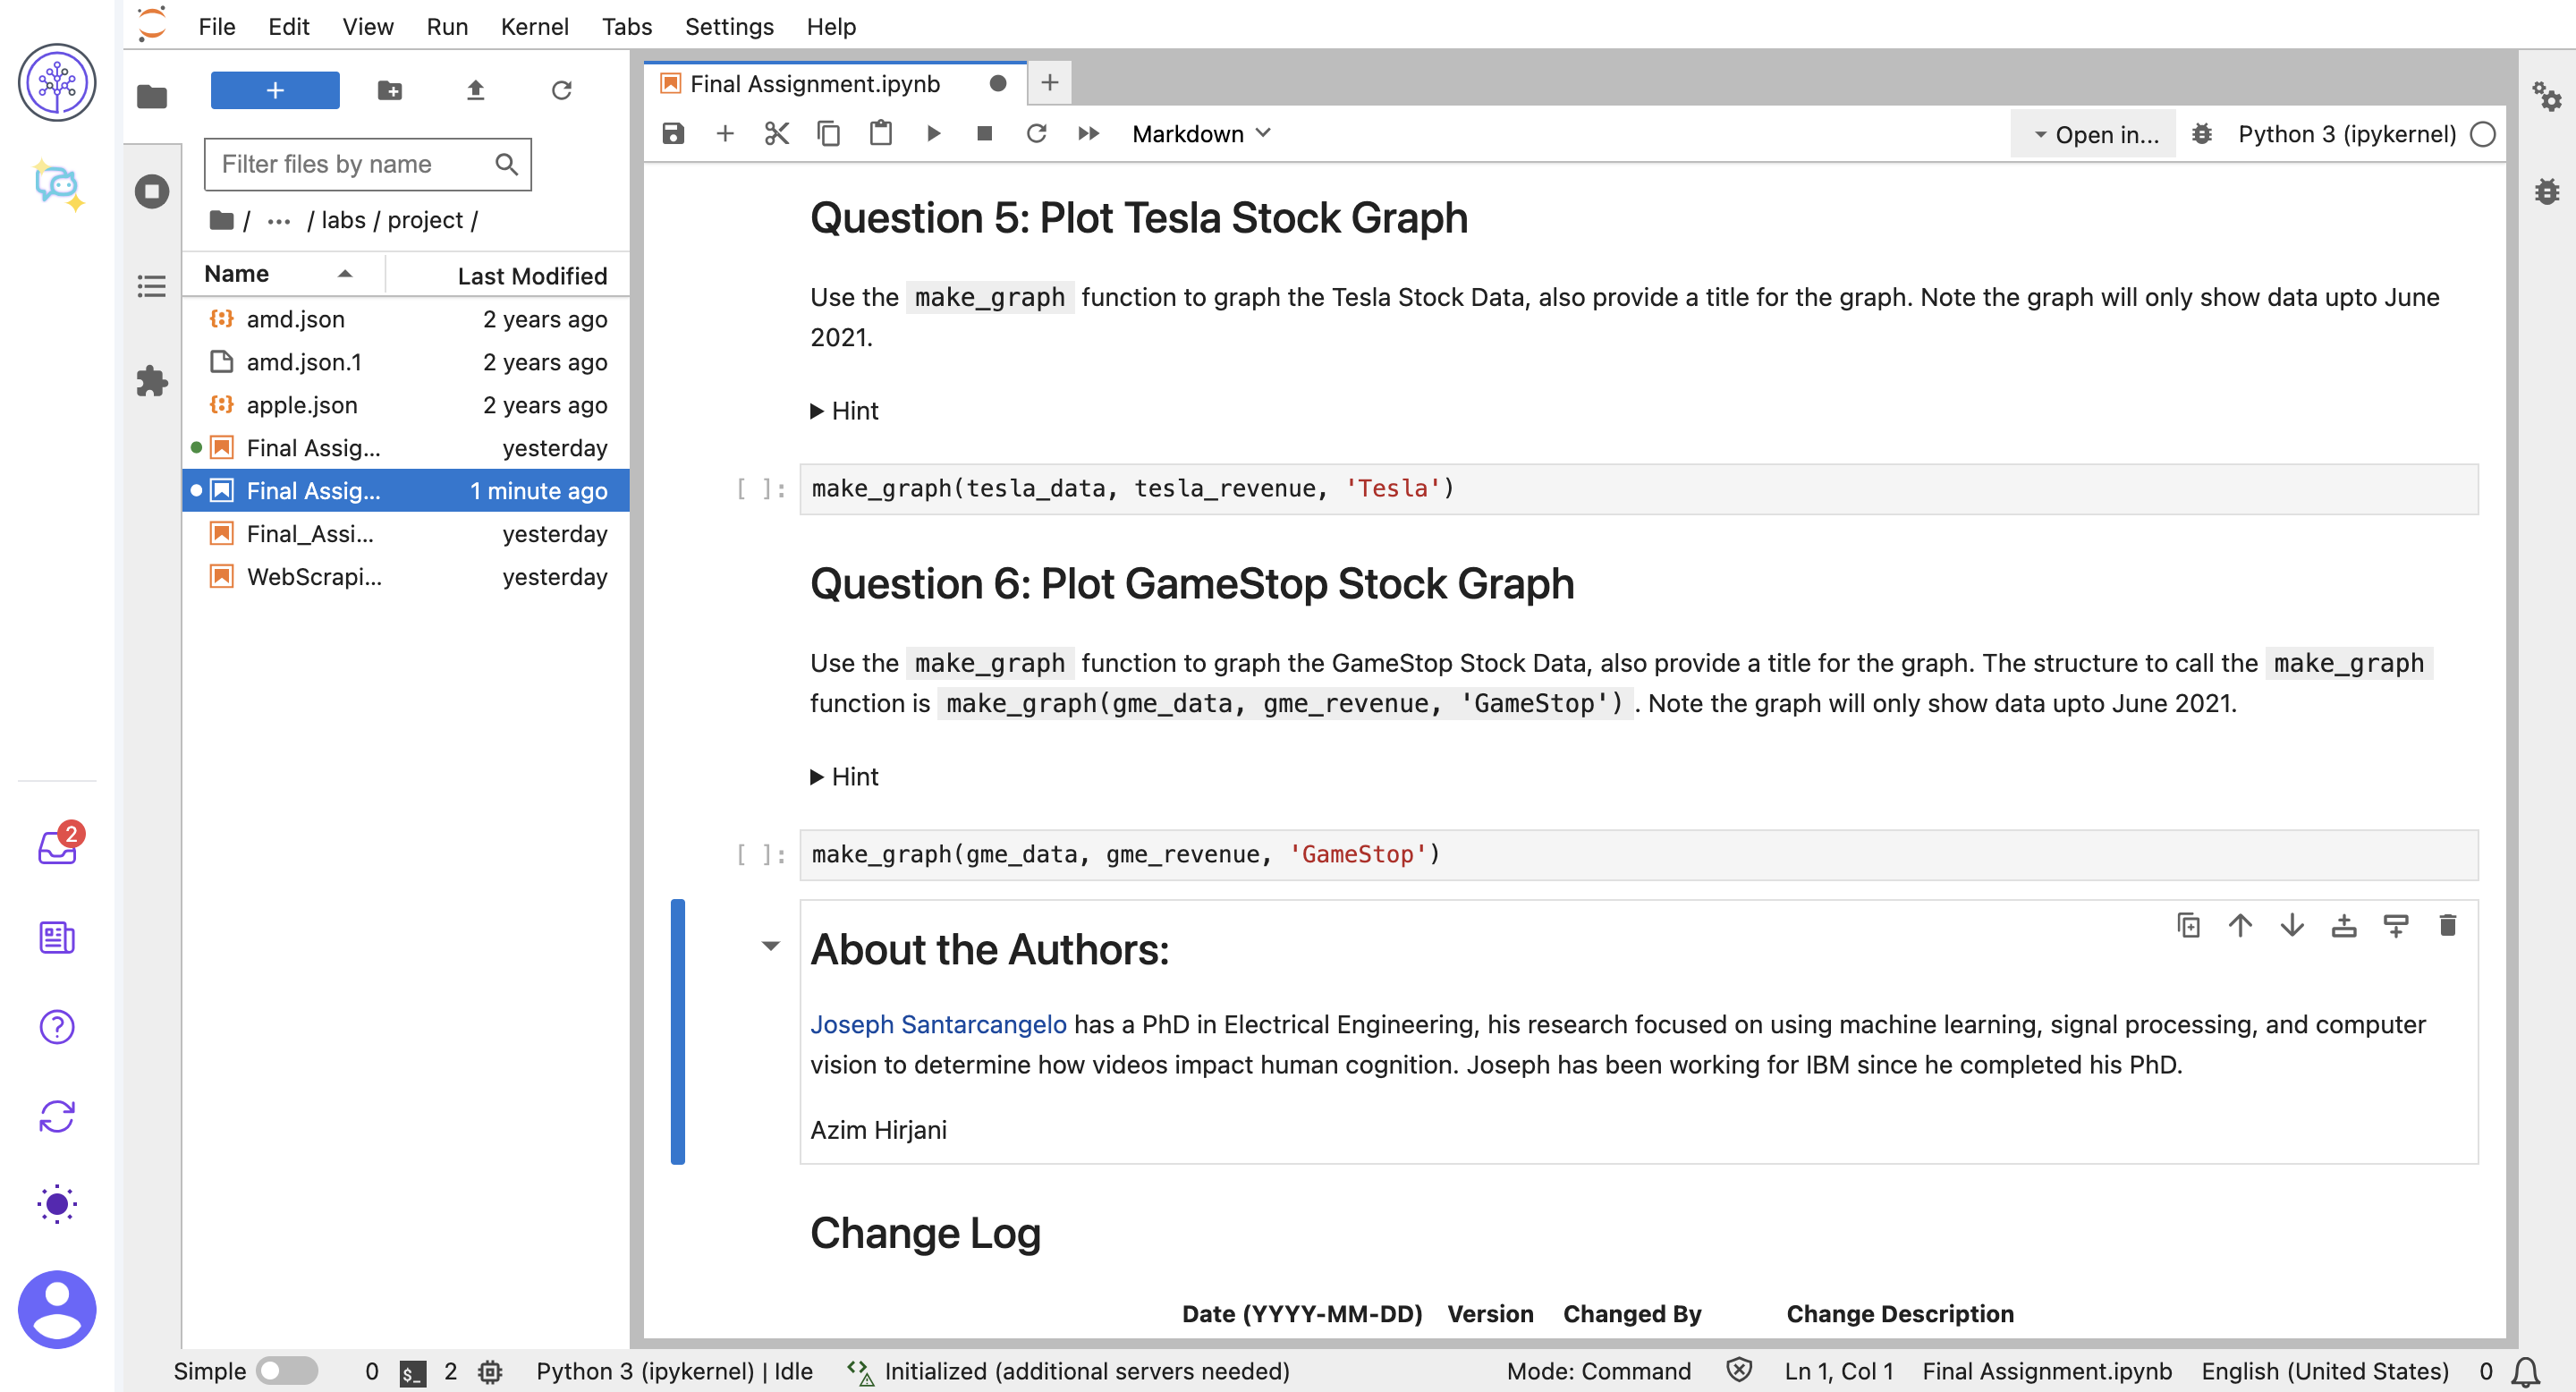 File Edit View Run Kernel Tabs Settings Help
Filter files by name
/ ... / labs / project /
Name Last Modified
amd.json 2 years ago
amd.json.1 2 years ago
apple.json 2 years ago
Final Assig... yesterday
Final Assig... 1 minute ago
Final_Assi... yesterday
WebScrapi... yesterday
Final Assignment.ipynb
Markdown
Open in...
Python 3 (ipykernel)
Question 5: Plot Tesla Stock Graph
Use the make_graph function to graph the Tesla Stock Data, also provide a title for the graph. Note the graph will only show data upto June
2021.
Hint
[ ]: make_graph(tesla_data, tesla_revenue, 'Tesla')
Question 6: Plot GameStop Stock Graph
Use the make_graph function to graph the GameStop Stock Data, also provide a title for the graph. The structure to call the make_graph
function is make_graph(gme_data, gme_revenue, 'GameStop') . Note the graph will only show data upto June 2021.
Hint
[ ]: make_graph(gme_data, gme_revenue, 'GameStop')
About the Authors:
Joseph Santarcangelo has a PhD in Electrical Engineering, his research focused on using machine learning, signal processing, and computer
vision to determine how videos impact human cognition. Joseph has been working for IBM since he completed his PhD.
Azim Hirjani
Change Log
Date (YYYY-MM-DD) Version Changed By Change Description
2
Simple 0 $_ 2 Python 3 (ipykernel) | Idle Initialized (additional servers needed) Mode: Command Ln 1, Col 1 Final Assignment.ipynb English (United States) 0